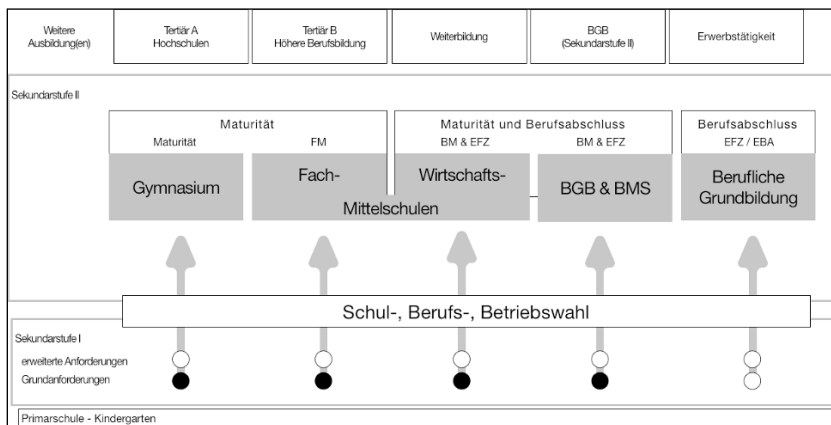 Weitere
Ausbildung(en)
Tertiär A
Hochschulen
Tertiär B
Höhere Berufsbildung
Weiterbildung
BGB
(Sekundarstufe II)
Erwerbstätigkeit
Sekundarstufe II
Maturität
Maturität und Berufsabschluss
Berufsabschluss
Maturität
FM
BM & EFZ
BM & EFZ
EFZ / EBA
Gymnasium
Fach-
Wirtschafts-
Mittelschulen
BGB & BMS
Berufliche
Grundbildung
Schul-, Berufs-, Betriebswahl
Sekundarstufe I
erweiterte Anforderungen
Grundanforderungen
Primarschule - Kindergarten